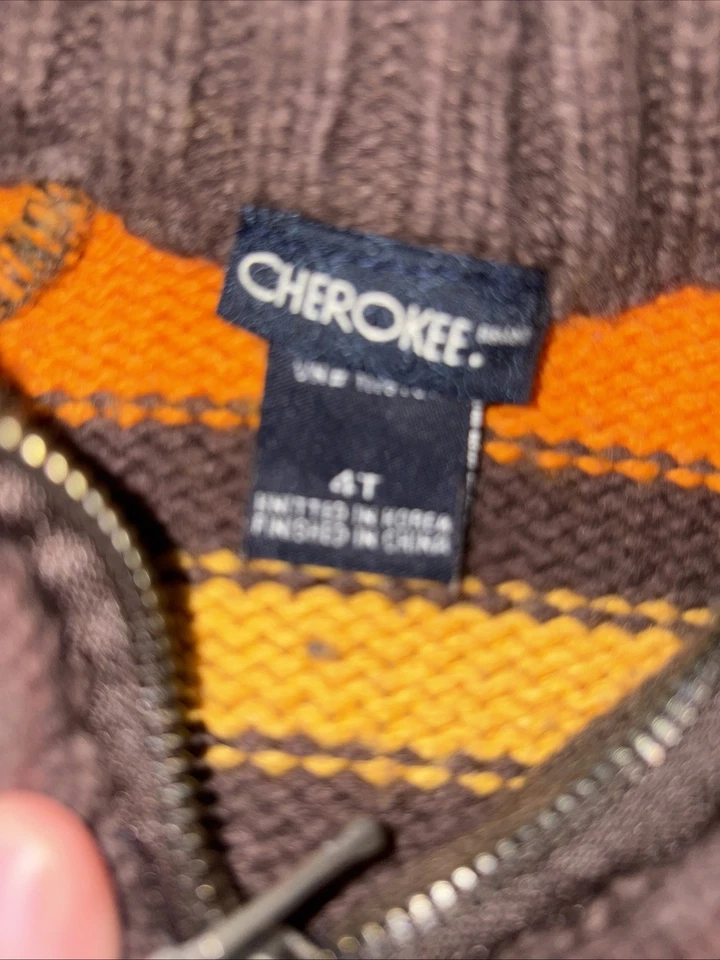 CHEROKEE.
4T
KNITTED IN KOREA
FINISHED IN CHINA